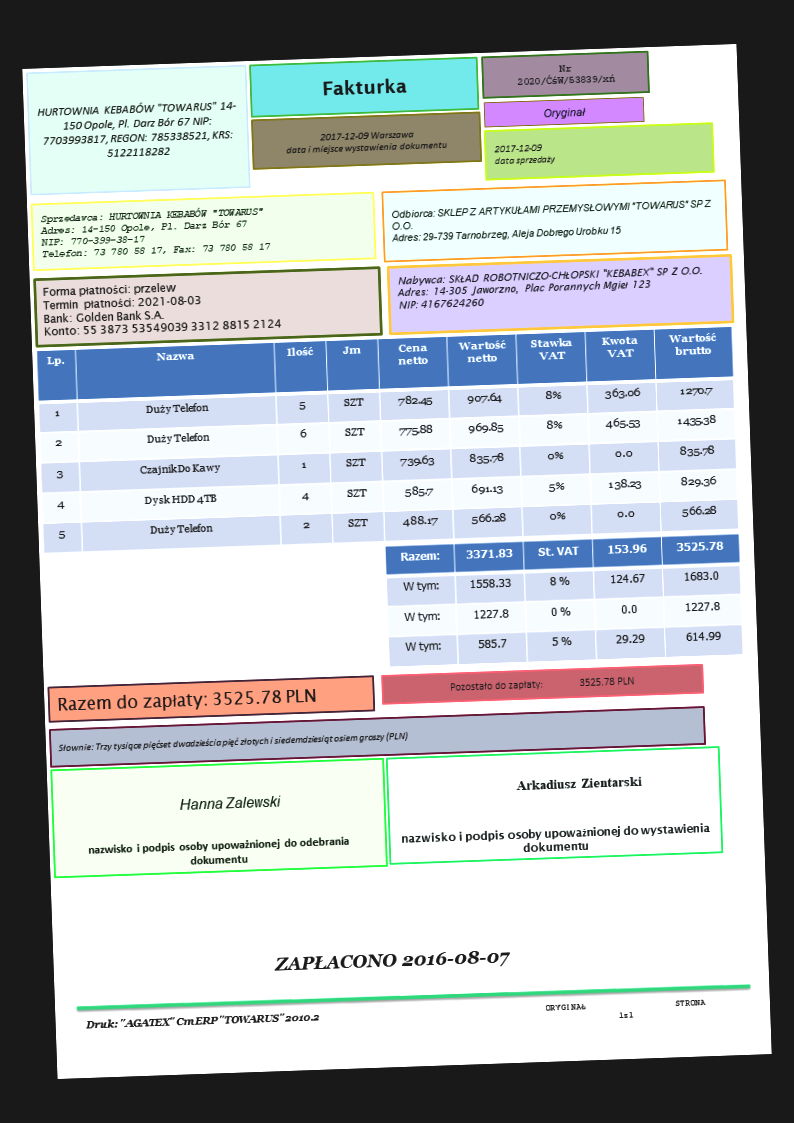 HURTOWNIA KEBABÓW "TOWARUS" 14-
150 Opole, Pl. Darz Bór 67 NIP:
7703993817, REGON: 785338521, KRS:
5122118282
Fakturka
2017-12-09 Warszawa
data i miejsce wystawienia dokumentu
Nr
2020/ĆśW/53839/xń
Oryginał
2017-12-09
data sprzedaży
Sprzedawca: HURTOWNIA KEBABÓW "TOWARUS"
Adres: 14-150 Opole, Pl. Darz Bór 67
NIP: 770-399-38-17
Telefon: 73 780 58 17, Fax: 73 780 58 17
Odbiorca: SKLEP Z ARTYKUŁAMI PRZEMYSŁOWYMI "TOWARUS" SP Z
O.O.
Adres: 29-739 Tarnobrzeg, Aleja Dobrego Urobku 15
Forma płatności: przelew
Termin płatności: 2021-08-03
Bank: Golden Bank S.A.
Konto: 55 3873 53549039 3312 8815 2124
Nabywca: SKŁAD ROBOTNICZO-CHŁOPSKI "KEBABEX" SP Z O.O.
Adres: 14-305 Jaworzno, Plac Porannych Mgieł 123
NIP: 4167624260
Lp. Nazwa Ilość Jm Cena netto Wartość netto Stawka VAT Kwota VAT Wartość brutto
1 Duży Telefon 5 SZT 782.45 907.64 8% 363.06 1270.7
2 Duży Telefon 6 SZT 775.88 969.85 8% 465.53 1435.38
3 Czajnik Do Kawy 1 SZT 739.63 835.78 0% 0.0 835.78
4 Dysk HDD 4TB 4 SZT 585.7 691.13 5% 138.23 829.36
5 Duży Telefon 2 SZT 488.17 566.28 0% 0.0 566.28
Razem: 3371.83 St. VAT 153.96 3525.78
W tym: 1558.33 8 % 124.67 1683.0
W tym: 1227.8 0 % 0.0 1227.8
W tym: 585.7 5 % 29.29 614.99
Razem do zapłaty: 3525.78 PLN
Pozostało do zapłaty: 3525.78 PLN
Słownie: Trzy tysiące pięćset dwadzieścia pięć złotych i siedemdziesiąt osiem groszy (PLN)
Hanna Zalewski
nazwisko i podpis osoby upoważnionej do odebrania
dokumentu
Arkadiusz Zientarski
nazwisko i podpis osoby upoważnionej do wystawienia
dokumentu
ZAPŁACONO 2016-08-07
Druk: "AGATEX" CmERP "TOWARUS" 2010.2
ORYGINAŁ
1z1
STRONA